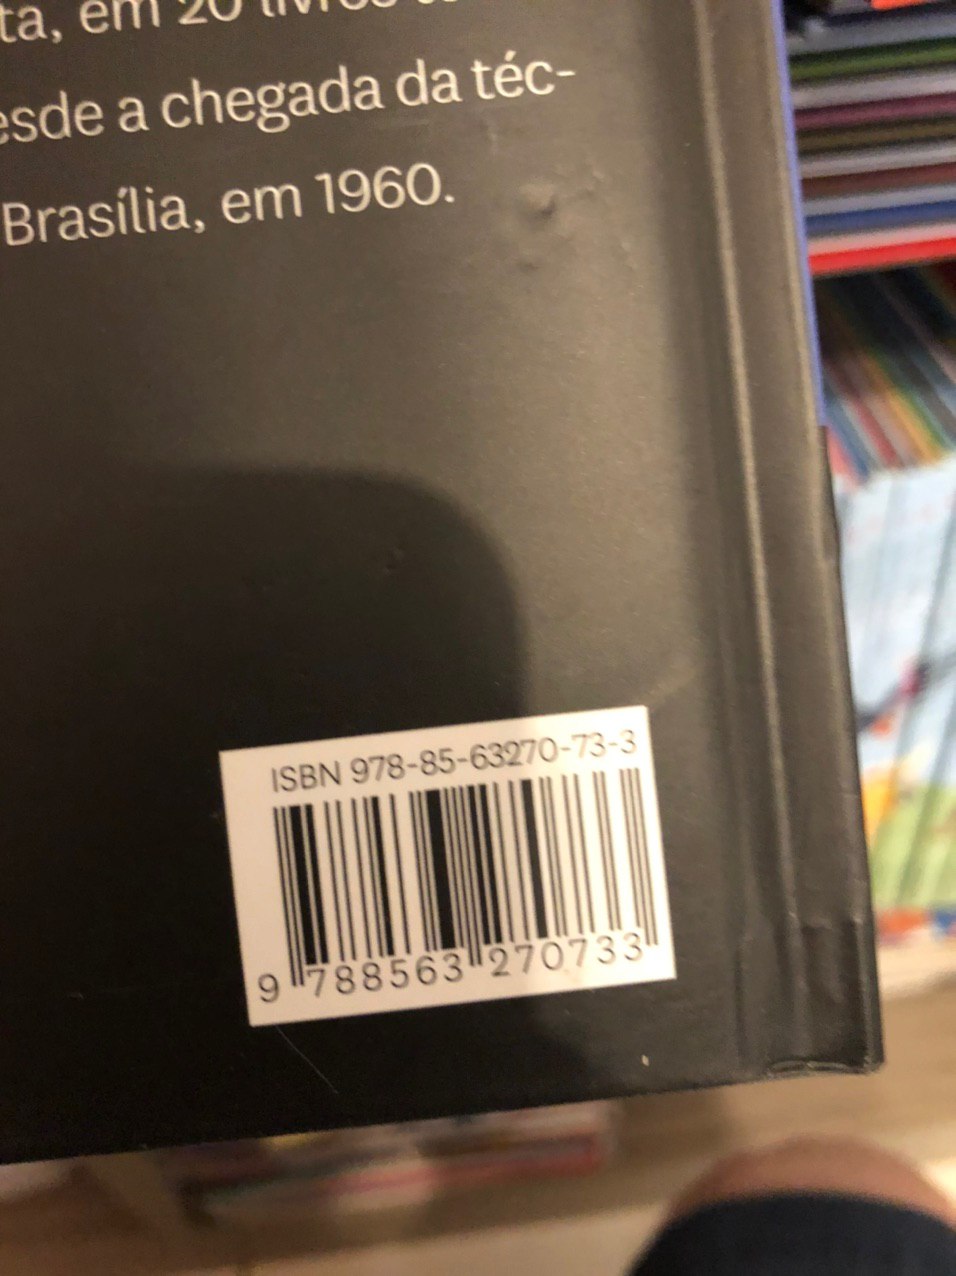 ta, em 20 livros
esde a chegada da téc-
Brasília, em 1960.
ISBN 978-85-63270-73-3
9 788563 270733